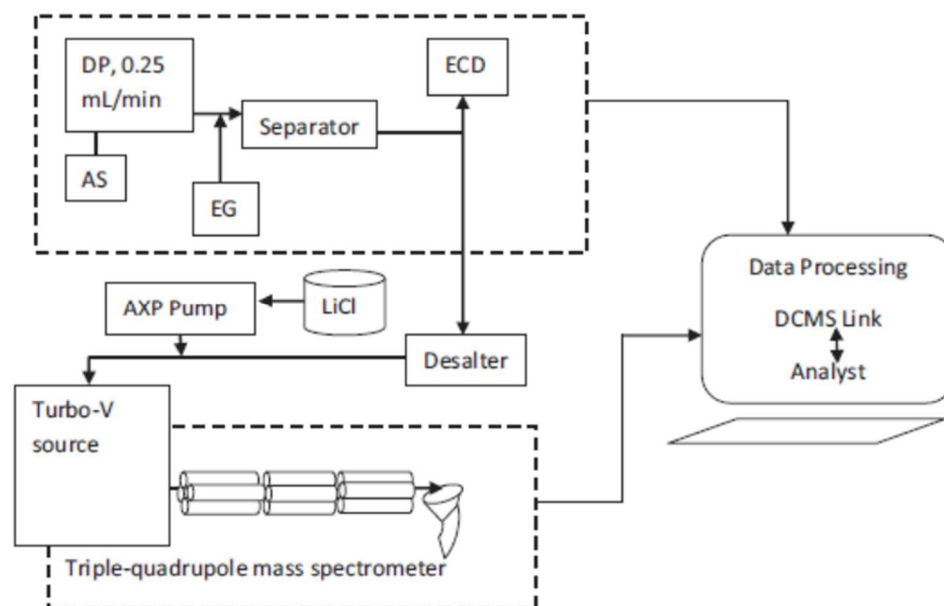 DP, 0.25
mL/min
ECD
Separator
AS
EG
AXP Pump
LiCl
Desalter
Data Processing
DCMS Link
Analyst
Turbo-V
source
Triple-quadrupole mass spectrometer